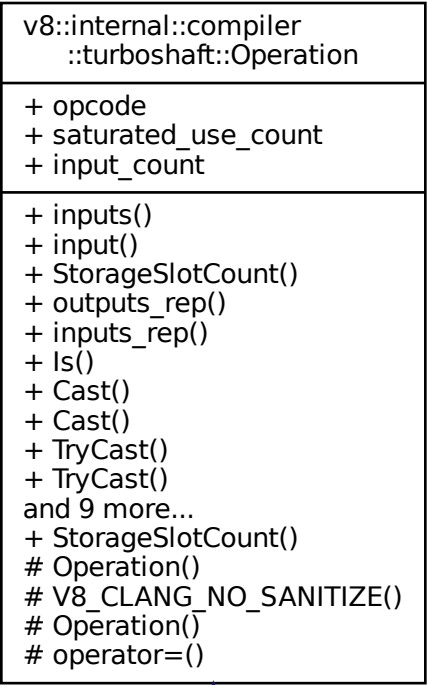 v8::internal::compiler
::turboshaft::Operation
+ opcode
+ saturated_use_count
+ input_count
+ inputs()
+ input()
+ StorageSlotCount()
+ outputs_rep()
+ inputs_rep()
+ Is()
+ Cast()
+ Cast()
+ TryCast()
+ TryCast()
and 9 more...
+ StorageSlotCount()
# Operation()
# V8_CLANG_NO_SANITIZE()
# Operation()
# operator=()